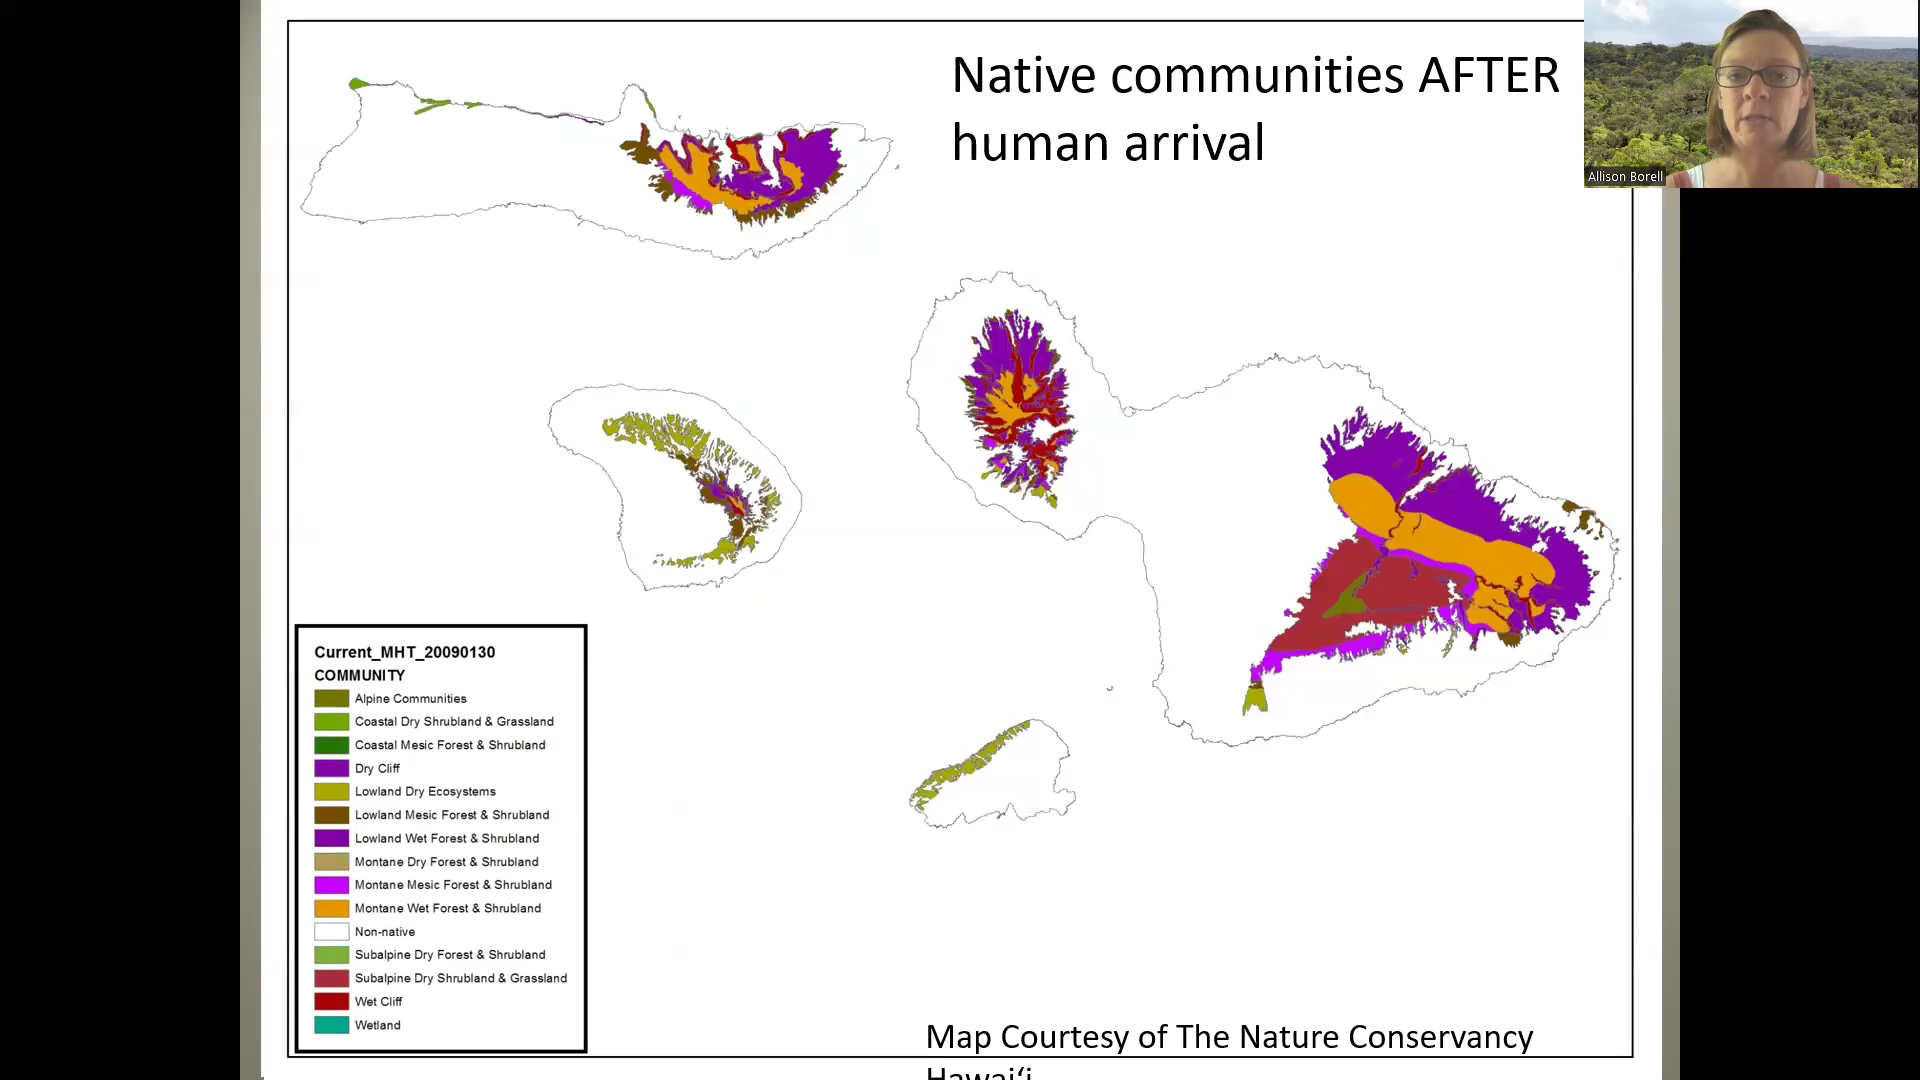 Native communities AFTER
human arrival
Allison Borell
Current_MHT_20090130
COMMUNITY
Alpine Communities
Coastal Dry Shrubland & Grassland
Coastal Mesic Forest & Shrubland
Dry Cliff
Lowland Dry Ecosystems
Lowland Mesic Forest & Shrubland
Lowland Wet Forest & Shrubland
Montane Dry Forest & Shrubland
Montane Mesic Forest & Shrubland
Montane Wet Forest & Shrubland
Non-native
Subalpine Dry Forest & Shrubland
Subalpine Dry Shrubland & Grassland
Wet Cliff
Wetland
Map Courtesy of The Nature Conservancy
Hawaiʻi